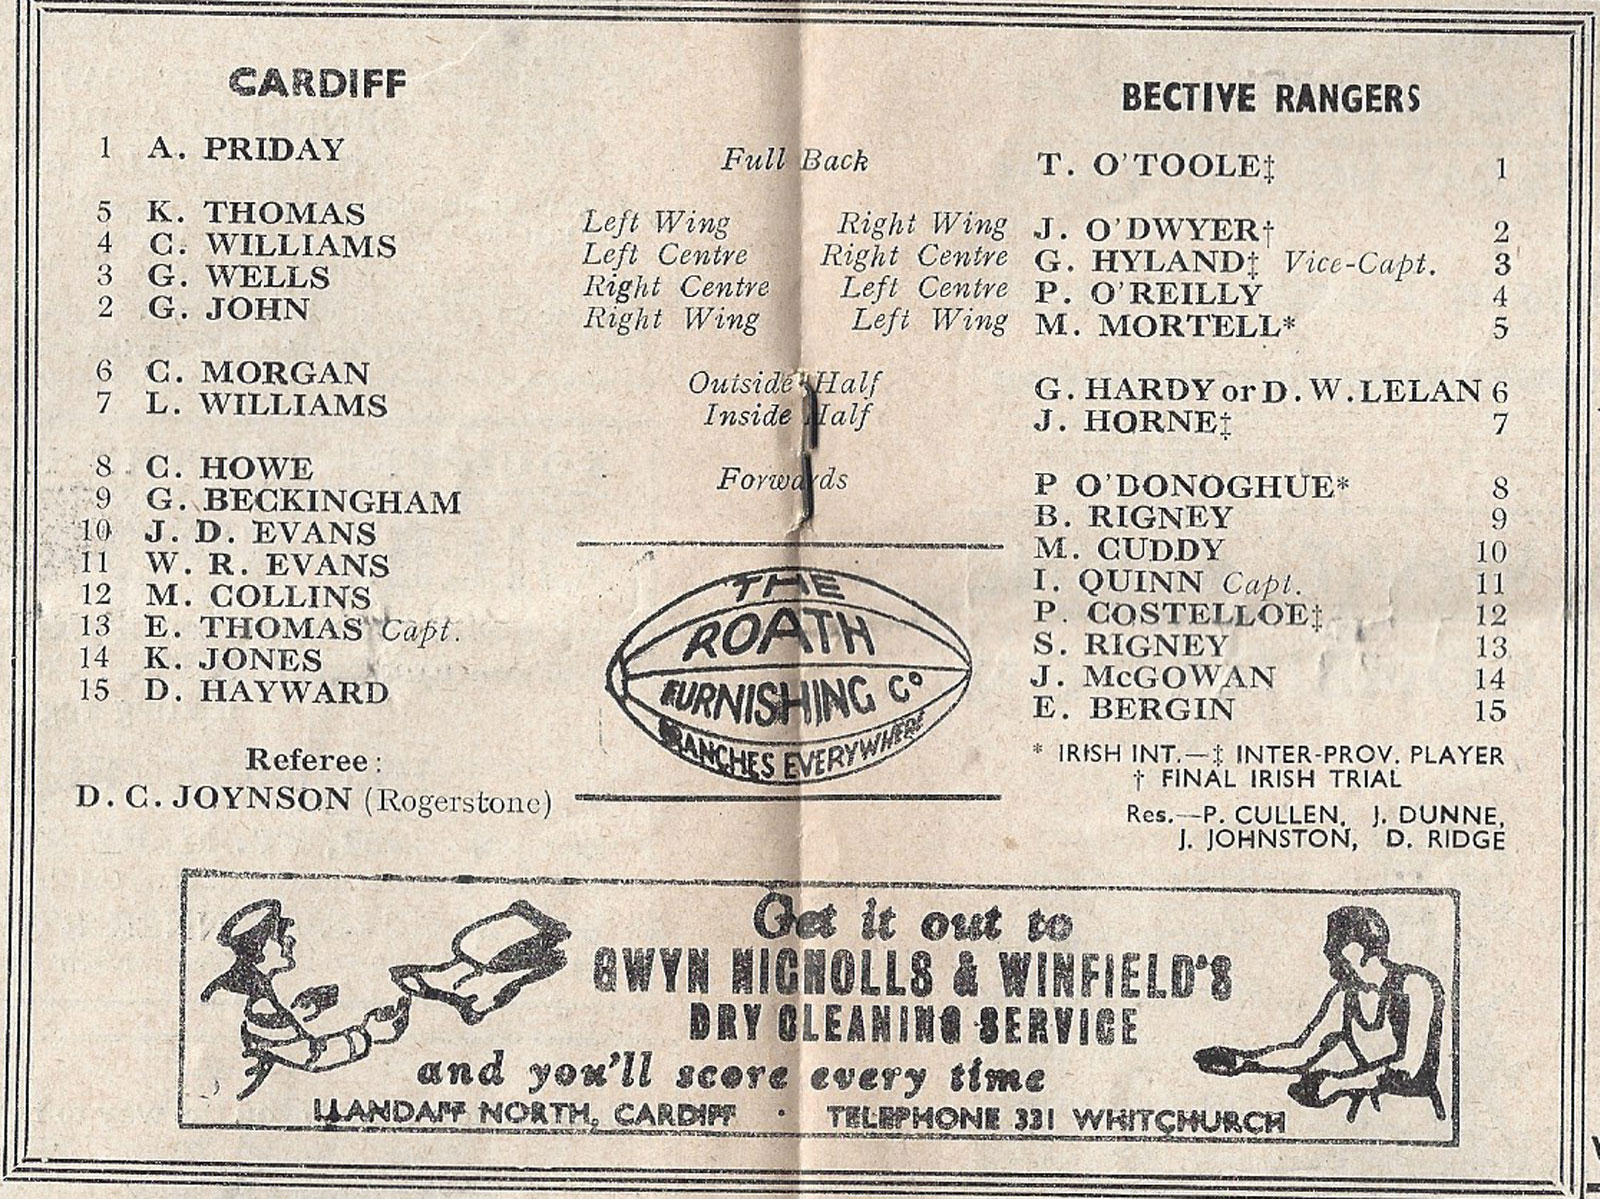 CARDIFF
BECTIVE RANGERS
1 A. PRIDAY Full Back T. O'TOOLE‡ 1
5 K. THOMAS Left Wing Right Wing J. O'DWYER† 2
4 C. WILLIAMS Left Centre Right Centre G. HYLAND‡ Vice-Capt. 3
3 G. WELLS Right Centre Left Centre P. O'REILLY 4
2 G. JOHN Right Wing Left Wing M. MORTELL* 5
6 C. MORGAN Outside Half G. HARDY or D. W. LELAN 6
7 L. WILLIAMS Inside Half J. HORNE‡ 7
8 C. HOWE Forwards P O'DONOGHUE* 8
9 G. BECKINGHAM B. RIGNEY 9
10 J. D. EVANS M. CUDDY 10
11 W. R. EVANS I. QUINN Capt. 11
12 M. COLLINS P. COSTELLOE‡ 12
13 E. THOMAS Capt. S. RIGNEY 13
14 K. JONES J. McGOWAN 14
15 D. HAYWARD E. BERGIN 15
Referee:
D. C. JOYNSON (Rogerstone)
THE
ROATH
FURNISHING Co
BRANCHES EVERYWHERE
* IRISH INT.—‡ INTER-PROV. PLAYER
† FINAL IRISH TRIAL
Res.—P. CULLEN, J. DUNNE,
J. JOHNSTON, D. RIDGE
Get it out to
GWYN NICHOLLS & WINFIELD'S
DRY CLEANING SERVICE
and you'll score every time
LLANDAFF NORTH, CARDIFF · TELEPHONE 331 WHITCHURCH